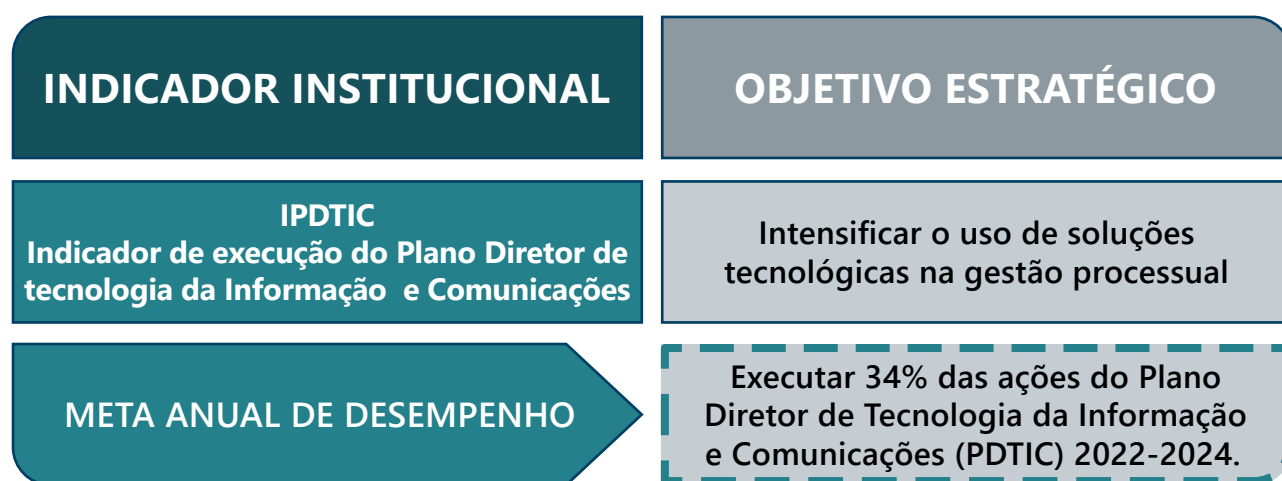 INDICADOR INSTITUCIONAL
OBJETIVO ESTRATÉGICO
IPDTIC
Indicador de execução do Plano Diretor de
tecnologia da Informação e Comunicações
Intensificar o uso de soluções
tecnológicas na gestão processual
META ANUAL DE DESEMPENHO
Executar 34% das ações do Plano
Diretor de Tecnologia da Informação
e Comunicações (PDTIC) 2022-2024.